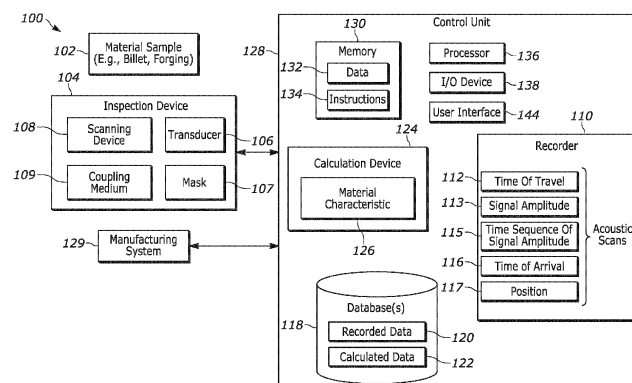 100
102
Material Sample
(E.g., Billet, Forging)
104
Inspection Device
108
Scanning
Device
Transducer
106
109
Coupling
Medium
Mask
107
129
Manufacturing
System
Control Unit
128
130
Memory
132
Data
134
Instructions
Processor
136
I/O Device
138
User Interface
144
124
Calculation Device
Material
Characteristic
126
110
Recorder
112
Time Of Travel
113
Signal Amplitude
115
Time Sequence Of
Signal Amplitude
116
Time of Arrival
117
Position
Acoustic
Scans
118
Database(s)
Recorded Data
120
Calculated Data
122